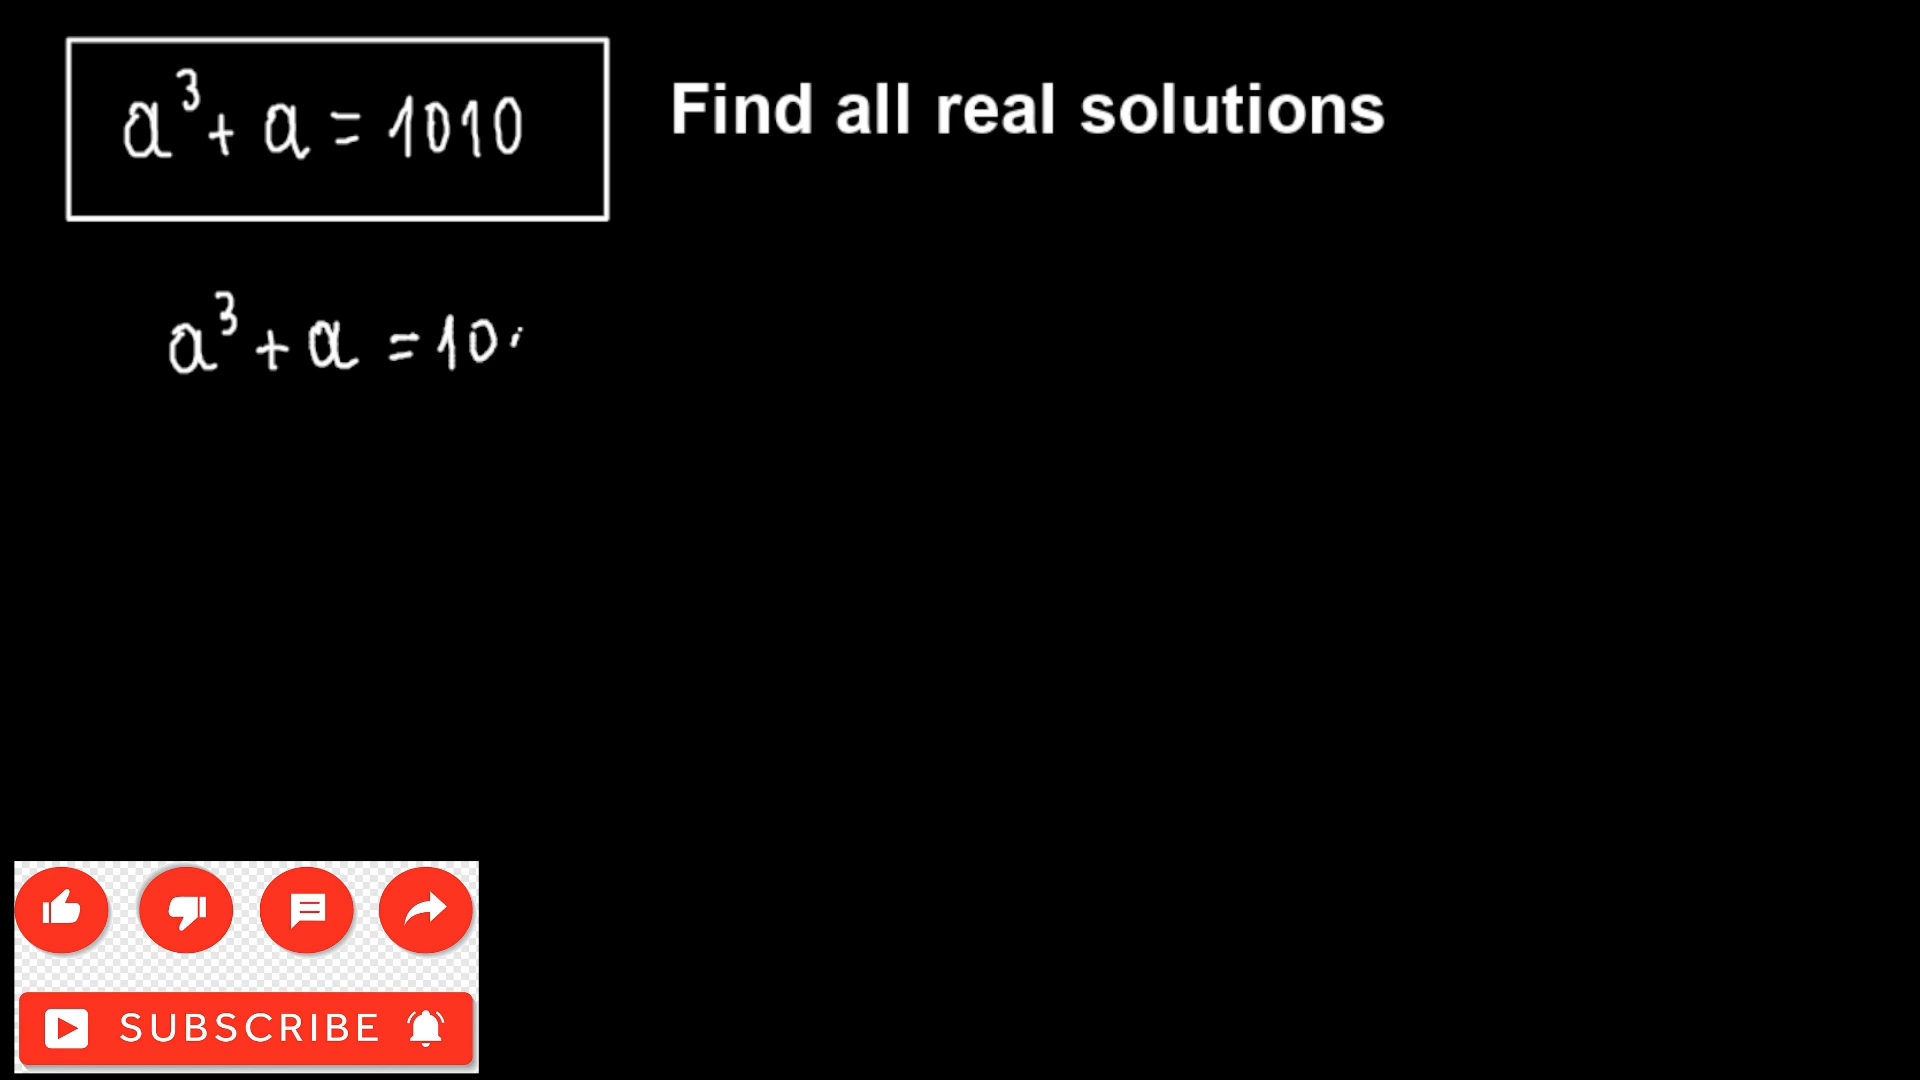 a³ + a = 1010
Find all real solutions
a³ + a = 10
SUBSCRIBE